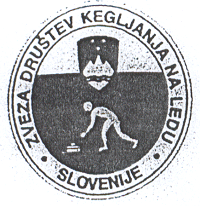 ZVEZA DRUŠTEV KEGLJANJA NA LEDU
SLOVENIJE